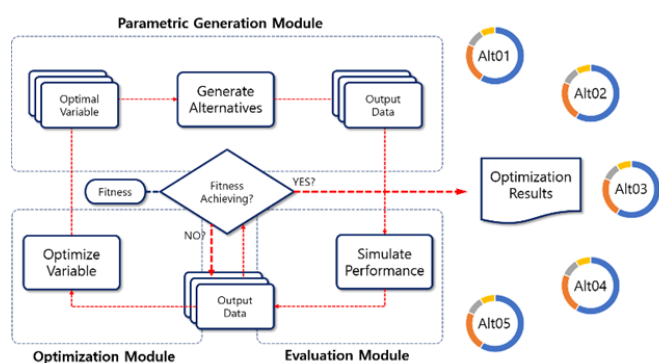 Parametric Generation Module
Optimal
Variable
Generate
Alternatives
Output
Data
Fitness
Fitness
Achieving?
YES?
NO?
Optimize
Variable
Output
Data
Simulate
Performance
Optimization Module
Evaluation Module
Optimization
Results
Alt01
Alt02
Alt03
Alt04
Alt05